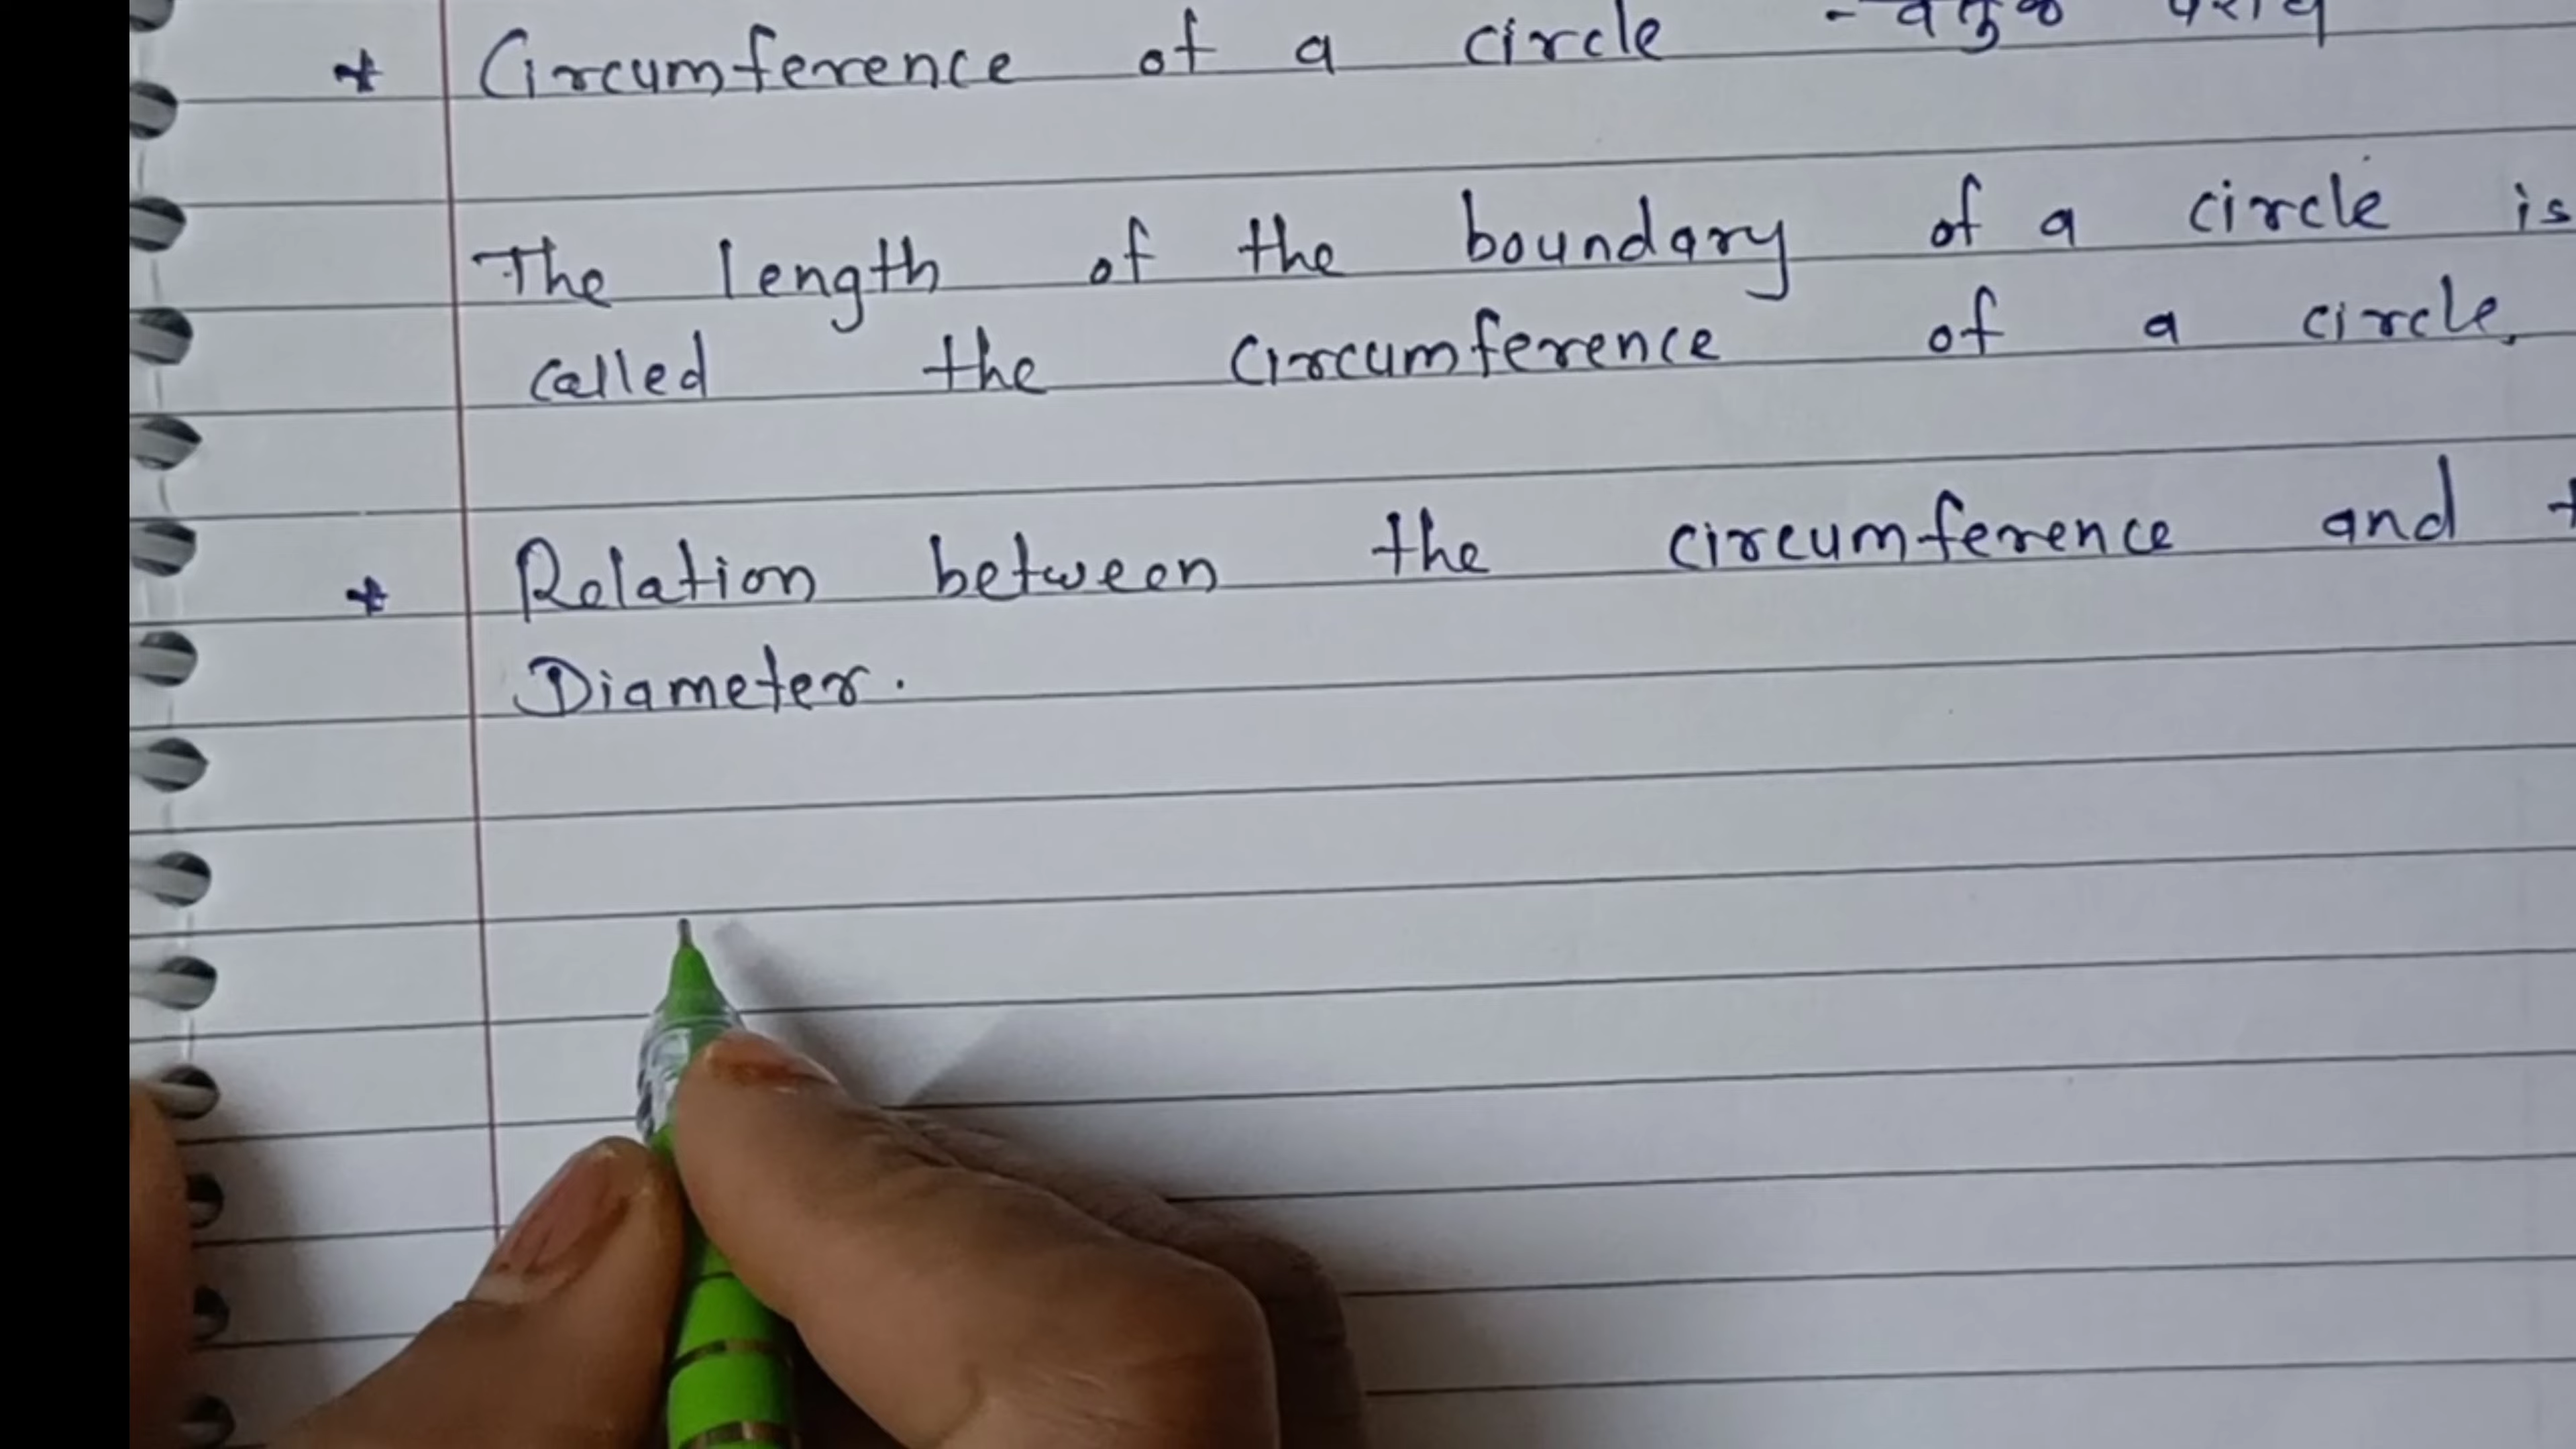 * Circumference of a circle -
The length of the boundary of a circle is
called the circumference of a circle.
* Relation between the circumference and
Diameter.